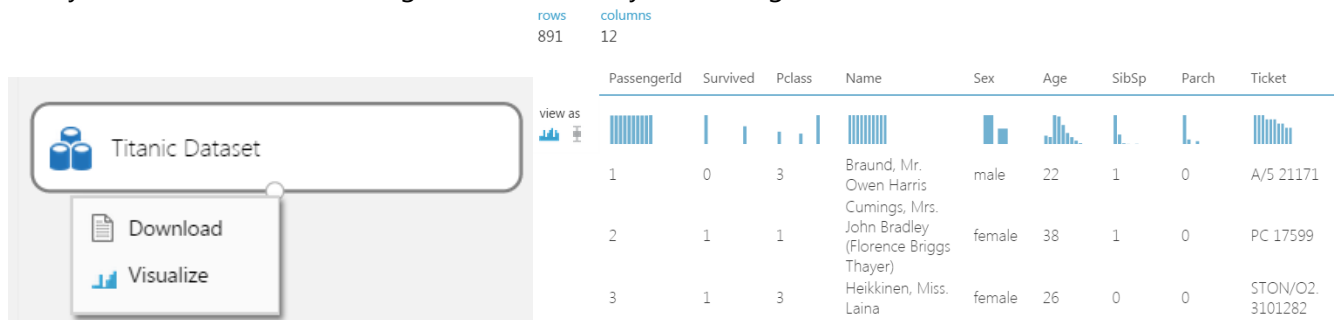 rows columns
891 12
PassengerId Survived Pclass Name Sex Age SibSp Parch Ticket
view as
Titanic Dataset
Download
Visualize
1 0 3 Braund, Mr. Owen Harris male 22 1 0 A/5 21171
2 1 1 Cumings, Mrs. John Bradley (Florence Briggs Thayer) female 38 1 0 PC 17599
3 1 3 Heikkinen, Miss. Laina female 26 0 0 STON/O2. 3101282